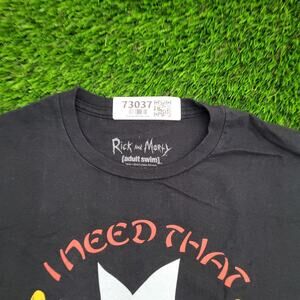 73037
Rick and Morty
[adult swim]
I NEED THAT